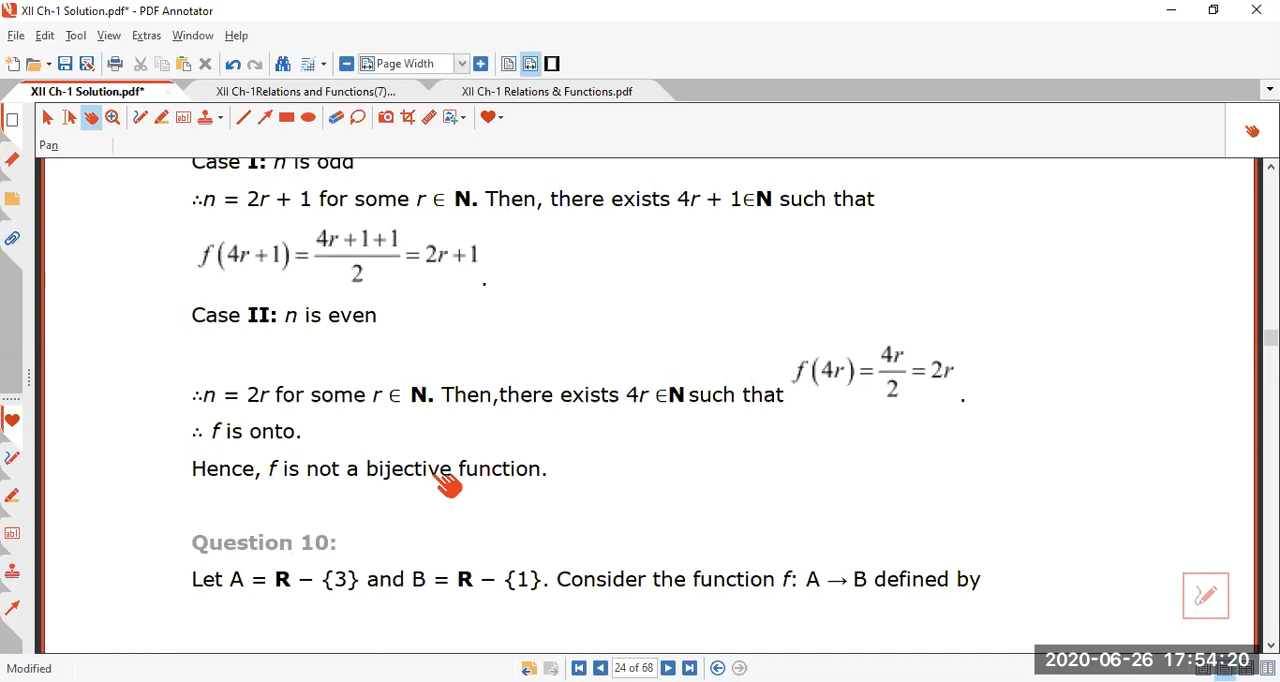 XII Ch-1 Solution.pdf* - PDF Annotator
File Edit Tool View Extras Window Help
Page Width
XII Ch-1 Solution.pdf* XII Ch-1Relations and Functions(7)... XII Ch-1 Relations & Functions.pdf
Pan
Case I: n is odd
∴n = 2r + 1 for some r ∈ N. Then, there exists 4r + 1∈N such that
f(4r+1) = (4r+1+1)/2 = 2r+1 .
Case II: n is even
∴n = 2r for some r ∈ N. Then,there exists 4r ∈N such that f(4r) = 4r/2 = 2r .
∴ f is onto.
Hence, f is not a bijective function.
Question 10:
Let A = R − {3} and B = R − {1}. Consider the function f: A → B defined by
Modified 24 of 68 2020-06-26 17:54:20